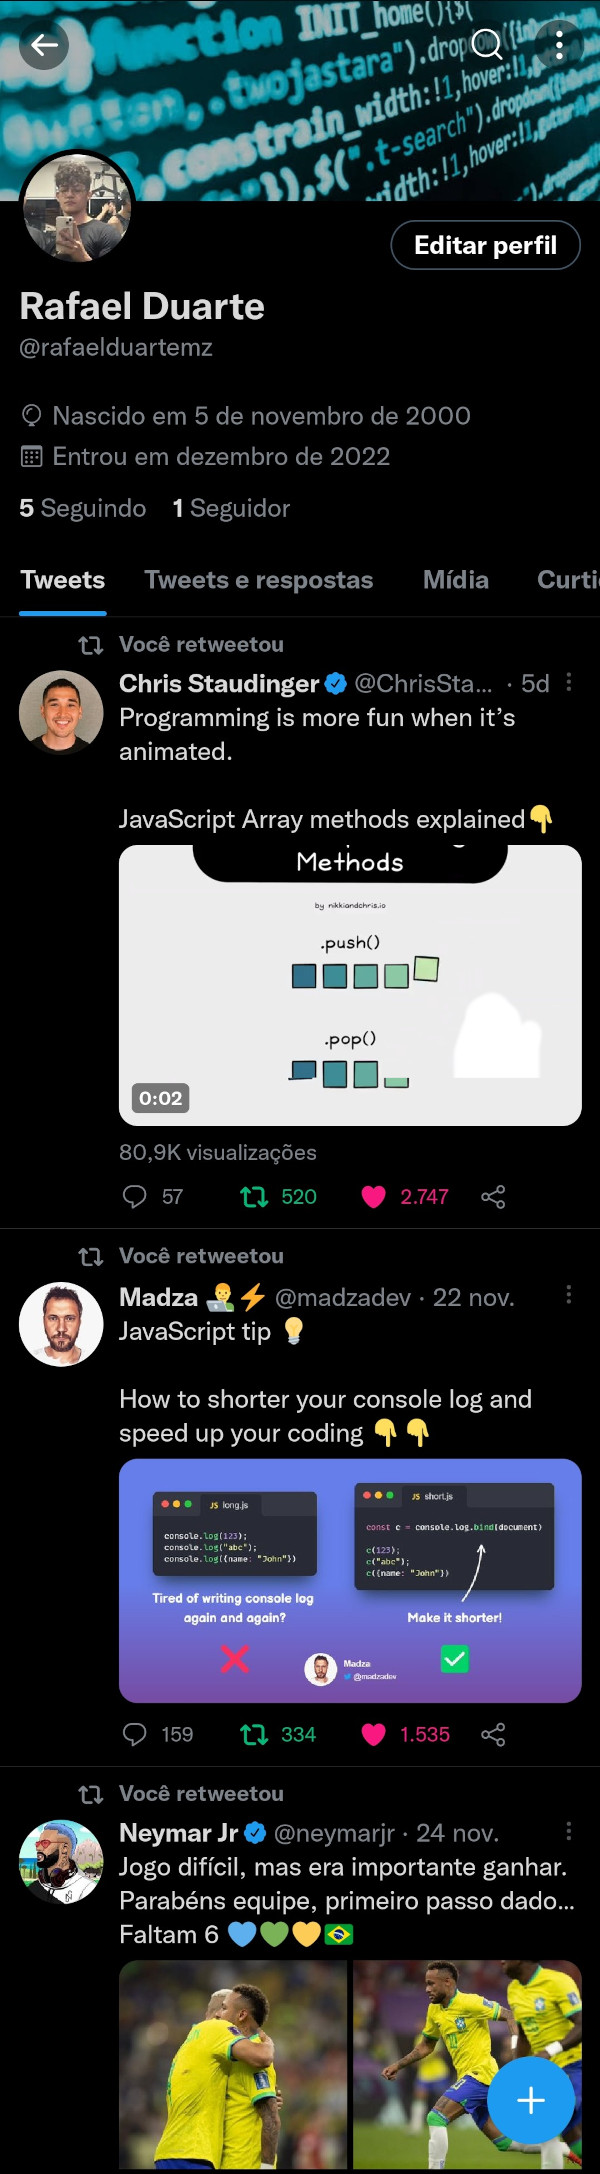 function INIT_home(){$(
twojastara").drop
constrain_width:!1,hover:!1,
)),$(".t-search").dropdown({
width:!1,hover:!1,gutter
Editar perfil
Rafael Duarte
@rafaelduartemz
Nascido em 5 de novembro de 2000
Entrou em dezembro de 2022
5 Seguindo 1 Seguidor
Tweets Tweets e respostas Mídia Curti
Você retweetou
Chris Staudinger @ChrisSta... · 5d
Programming is more fun when it's
animated.
JavaScript Array methods explained👇
Methods
by nikkiandchris.io
.push()
.pop()
0:02
80,9K visualizações
57 520 2.747
Você retweetou
Madza 👨‍💻⚡ @madzadev · 22 nov.
JavaScript tip 💡
How to shorter your console log and
speed up your coding 👇👇
JS long.js
console.log(123);
console.log("abc");
console.log({name: "John"})
Tired of writing console log
again and again?
JS short.js
const c = console.log.bind(document)
c(123);
c("abc");
c({name: "John"})
Make it shorter!
Madza
@madzadev
159 334 1.535
Você retweetou
Neymar Jr @neymarjr · 24 nov.
Jogo difícil, mas era importante ganhar.
Parabéns equipe, primeiro passo dado...
Faltam 6 💙💚💛🇧🇷